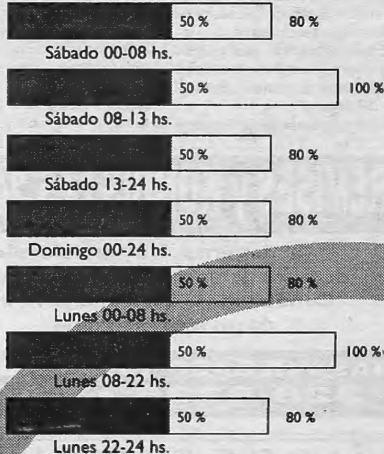 50 % 80 %
Sábado 00-08 hs.
50 % 100 %
Sábado 08-13 hs.
50 % 80 %
Sábado 13-24 hs.
50 % 80 %
Domingo 00-24 hs.
50 % 80 %
Lunes 00-08 hs.
50 % 100 %
Lunes 08-22 hs.
50 % 80 %
Lunes 22-24 hs.